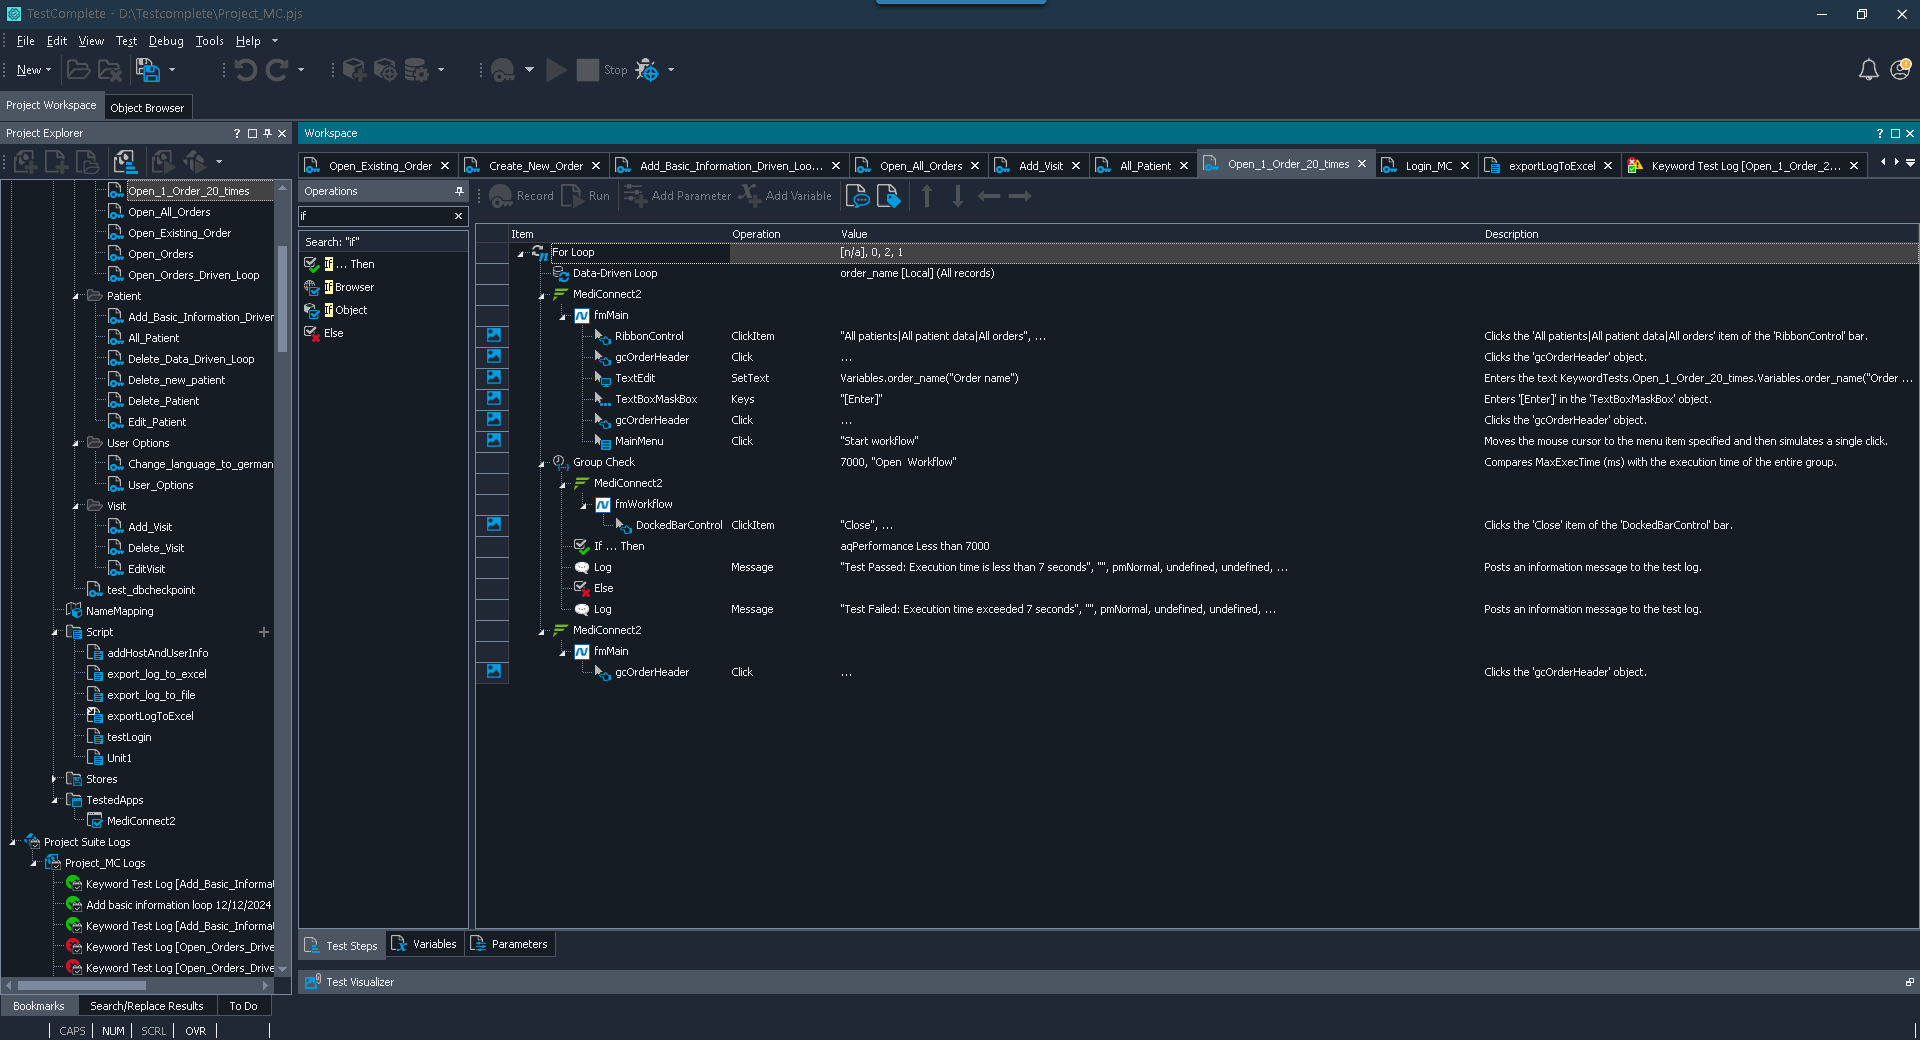 TestComplete - D:\Testcomplete\Project_MC.pjs
File Edit View Test Debug Tools Help
New Stop
Project Workspace Object Browser
Project Explorer
Workspace
Open_Existing_Order Create_New_Order Add_Basic_Information_Driven_Loo... Open_All_Orders Add_Visit All_Patient Open_1_Order_20_times Login_MC exportLogToExcel Keyword Test Log [Open_1_Order_2...
Open_1_Order_20_times
Open_All_Orders
Open_Existing_Order
Open_Orders
Open_Orders_Driven_Loop
Patient
Add_Basic_Information_Driver
All_Patient
Delete_Data_Driven_Loop
Delete_new_patient
Delete_Patient
Edit_Patient
User Options
Change_language_to_german
User_Options
Visit
Add_Visit
Delete_Visit
EditVisit
test_dbcheckpoint
NameMapping
Script
addHostAndUserInfo
export_log_to_excel
export_log_to_file
exportLogToExcel
testLogin
Unit1
Stores
TestedApps
MediConnect2
Project Suite Logs
Project_MC Logs
Keyword Test Log [Add_Basic_Informat
Add basic information loop 12/12/2024
Keyword Test Log [Add_Basic_Informat
Keyword Test Log [Open_Orders_Drive
Keyword Test Log [Open_Orders_Drive
Operations
if
Search: "if"
If ... Then
If Browser
If Object
Else
Record Run Add Parameter Add Variable
Item Operation Value Description
For Loop [n/a], 0, 2, 1
Data-Driven Loop order_name [Local] (All records)
MediConnect2
fmMain
RibbonControl ClickItem "All patients|All patient data|All orders", ... Clicks the 'All patients|All patient data|All orders' item of the 'RibbonControl' bar.
gcOrderHeader Click ... Clicks the 'gcOrderHeader' object.
TextEdit SetText Variables.order_name("Order name") Enters the text KeywordTests.Open_1_Order_20_times.Variables.order_name("Order ...
TextBoxMaskBox Keys "[Enter]" Enters '[Enter]' in the 'TextBoxMaskBox' object.
gcOrderHeader Click ... Clicks the 'gcOrderHeader' object.
MainMenu Click "Start workflow" Moves the mouse cursor to the menu item specified and then simulates a single click.
Group Check 7000, "Open  Workflow" Compares MaxExecTime (ms) with the execution time of the entire group.
MediConnect2
fmWorkflow
DockedBarControl ClickItem "Close", ... Clicks the 'Close' item of the 'DockedBarControl' bar.
If ... Then aqPerformance Less than 7000
Log Message "Test Passed: Execution time is less than 7 seconds", "", pmNormal, undefined, undefined, ... Posts an information message to the test log.
Else
Log Message "Test Failed: Execution time exceeded 7 seconds", "", pmNormal, undefined, undefined, ... Posts an information message to the test log.
MediConnect2
fmMain
gcOrderHeader Click ... Clicks the 'gcOrderHeader' object.
Test Steps Variables Parameters
Test Visualizer
Bookmarks Search/Replace Results To Do
CAPS NUM SCRL OVR